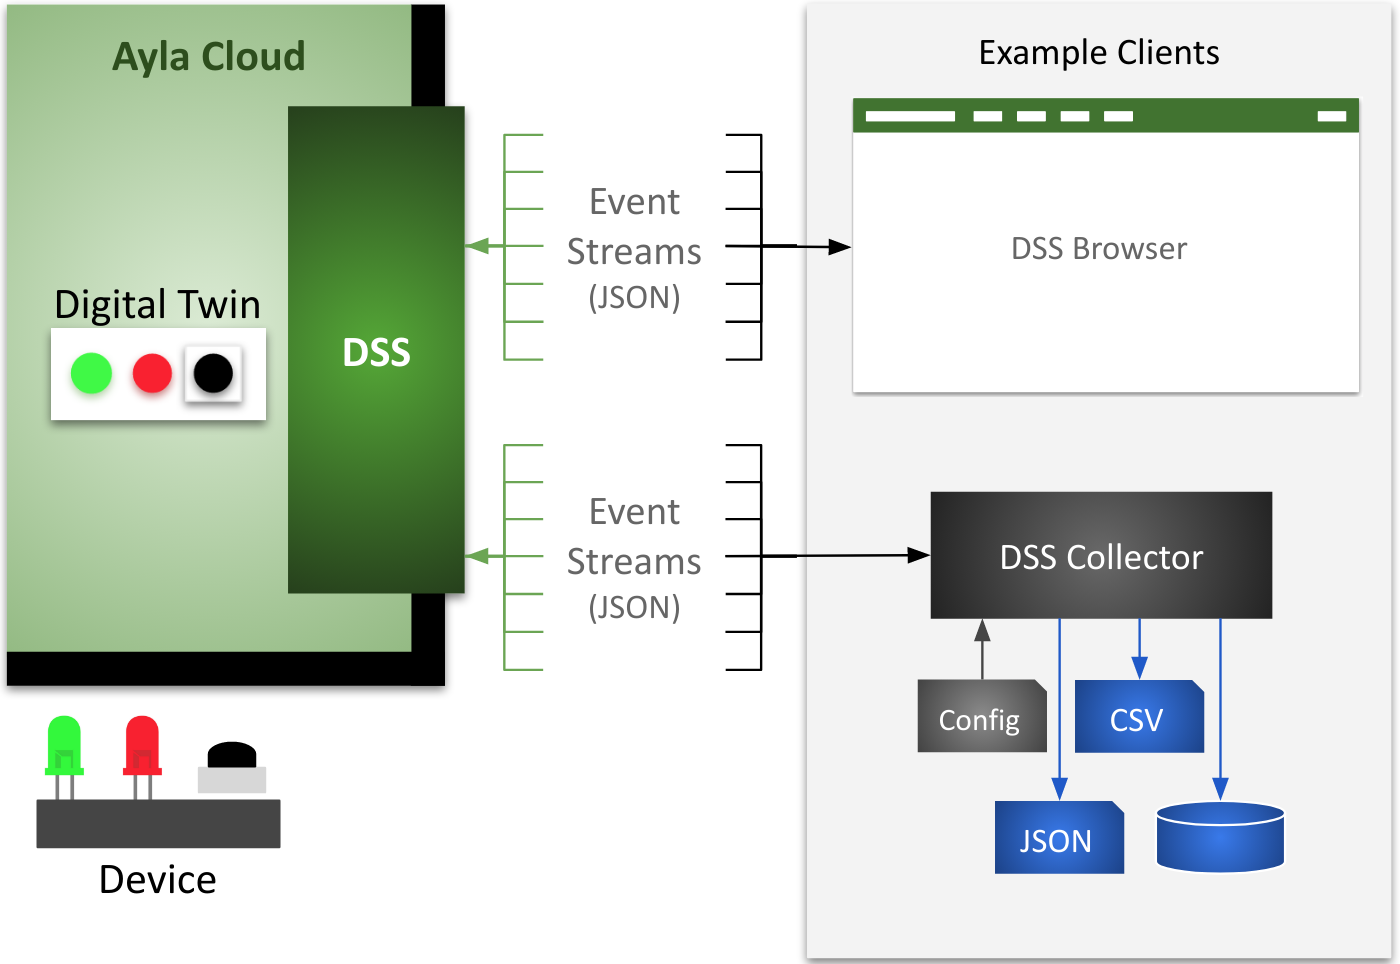 Ayla Cloud
Digital Twin
DSS
Device
Event
Streams
(JSON)
Event
Streams
(JSON)
Example Clients
DSS Browser
DSS Collector
Config
CSV
JSON